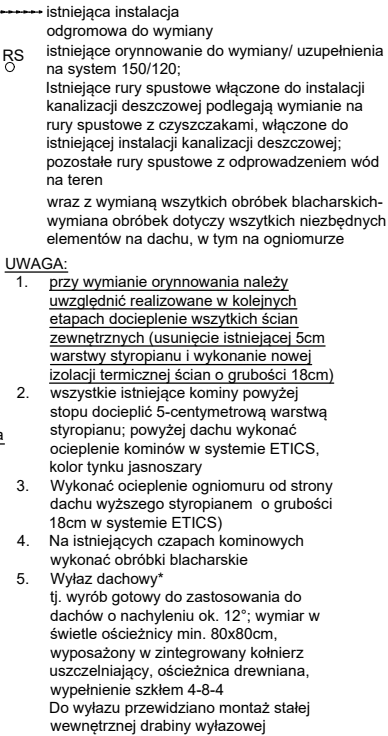 istniejąca instalacja
odgromowa do wymiany
RS istniejące orynnowanie do wymiany/ uzupełnienia
na system 150/120;
Istniejące rury spustowe włączone do instalacji
kanalizacji deszczowej podlegają wymianie na
rury spustowe z czyszczakami, włączone do
istniejącej instalacji kanalizacji deszczowej;
pozostałe rury spustowe z odprowadzeniem wód
na teren
wraz z wymianą wszytkich obróbek blacharskich-
wymiana obróbek dotyczy wszytkich niezbędnych
elementów na dachu, w tym na ogniomurze
UWAGA:
1. przy wymianie orynnowania należy
uwzględnić realizowane w kolejnych
etapach docieplenie wszytkich ścian
zewnętrznych (usunięcie istniejącej 5cm
warstwy styropianu i wykonanie nowej
izolacji termicznej ścian o grubości 18cm)
2. wszystkie istniejące kominy powyżej
stopu docieplić 5-centymetrową warstwą
styropianu; powyżej dachu wykonać
ocieplenie kominów w systemie ETICS,
kolor tynku jasnoszary
3. Wykonać ocieplenie ogniomuru od strony
dachu wyższego styropianem o grubości
18cm w systemie ETICS)
4. Na istniejących czapach kominowych
wykonać obróbki blacharskie
5. Wyłaz dachowy*
tj. wyrób gotowy do zastosowania do
dachów o nachyleniu ok. 12°; wymiar w
świetle ościeżnicy min. 80x80cm,
wyposażony w zintegrowany kołnierz
uszczelniający, ościeżnica drewniana,
wypełnienie szkłem 4-8-4
Do wyłazu przewidziano montaż stałej
wewnętrznej drabiny wyłazowej